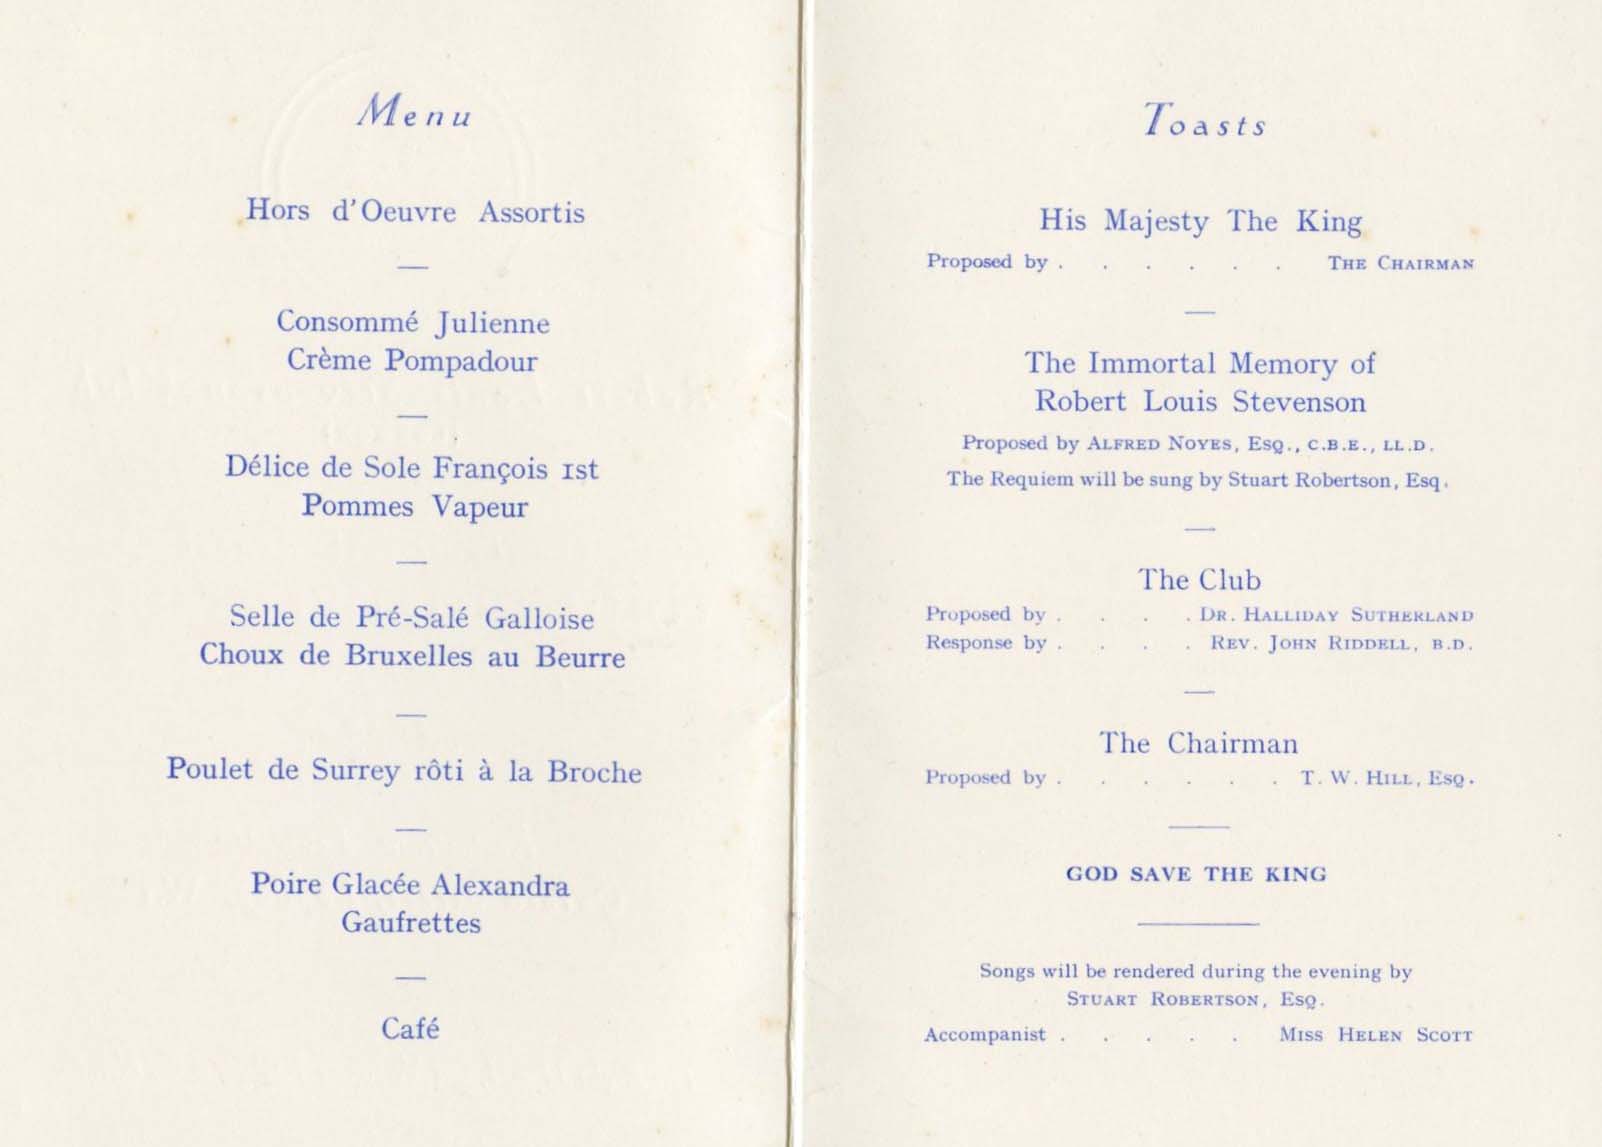 Menu
Hors d'Oeuvre Assortis
—
Consommé Julienne
Crème Pompadour
—
Délice de Sole François 1st
Pommes Vapeur
—
Selle de Pré-Salé Galloise
Choux de Bruxelles au Beurre
—
Poulet de Surrey rôti à la Broche
—
Poire Glacée Alexandra
Gaufrettes
—
Café
Toasts
His Majesty The King
Proposed by . . . . . . THE CHAIRMAN
—
The Immortal Memory of
Robert Louis Stevenson
Proposed by ALFRED NOYES, ESQ., C.B.E., LL.D.
The Requiem will be sung by Stuart Robertson, Esq.
—
The Club
Proposed by . . . . DR. HALLIDAY SUTHERLAND
Response by . . . . REV. JOHN RIDDELL, B.D.
—
The Chairman
Proposed by . . . . . . T. W. HILL, ESQ.
GOD SAVE THE KING
Songs will be rendered during the evening by
STUART ROBERTSON, ESQ.
Accompanist . . . . . MISS HELEN SCOTT